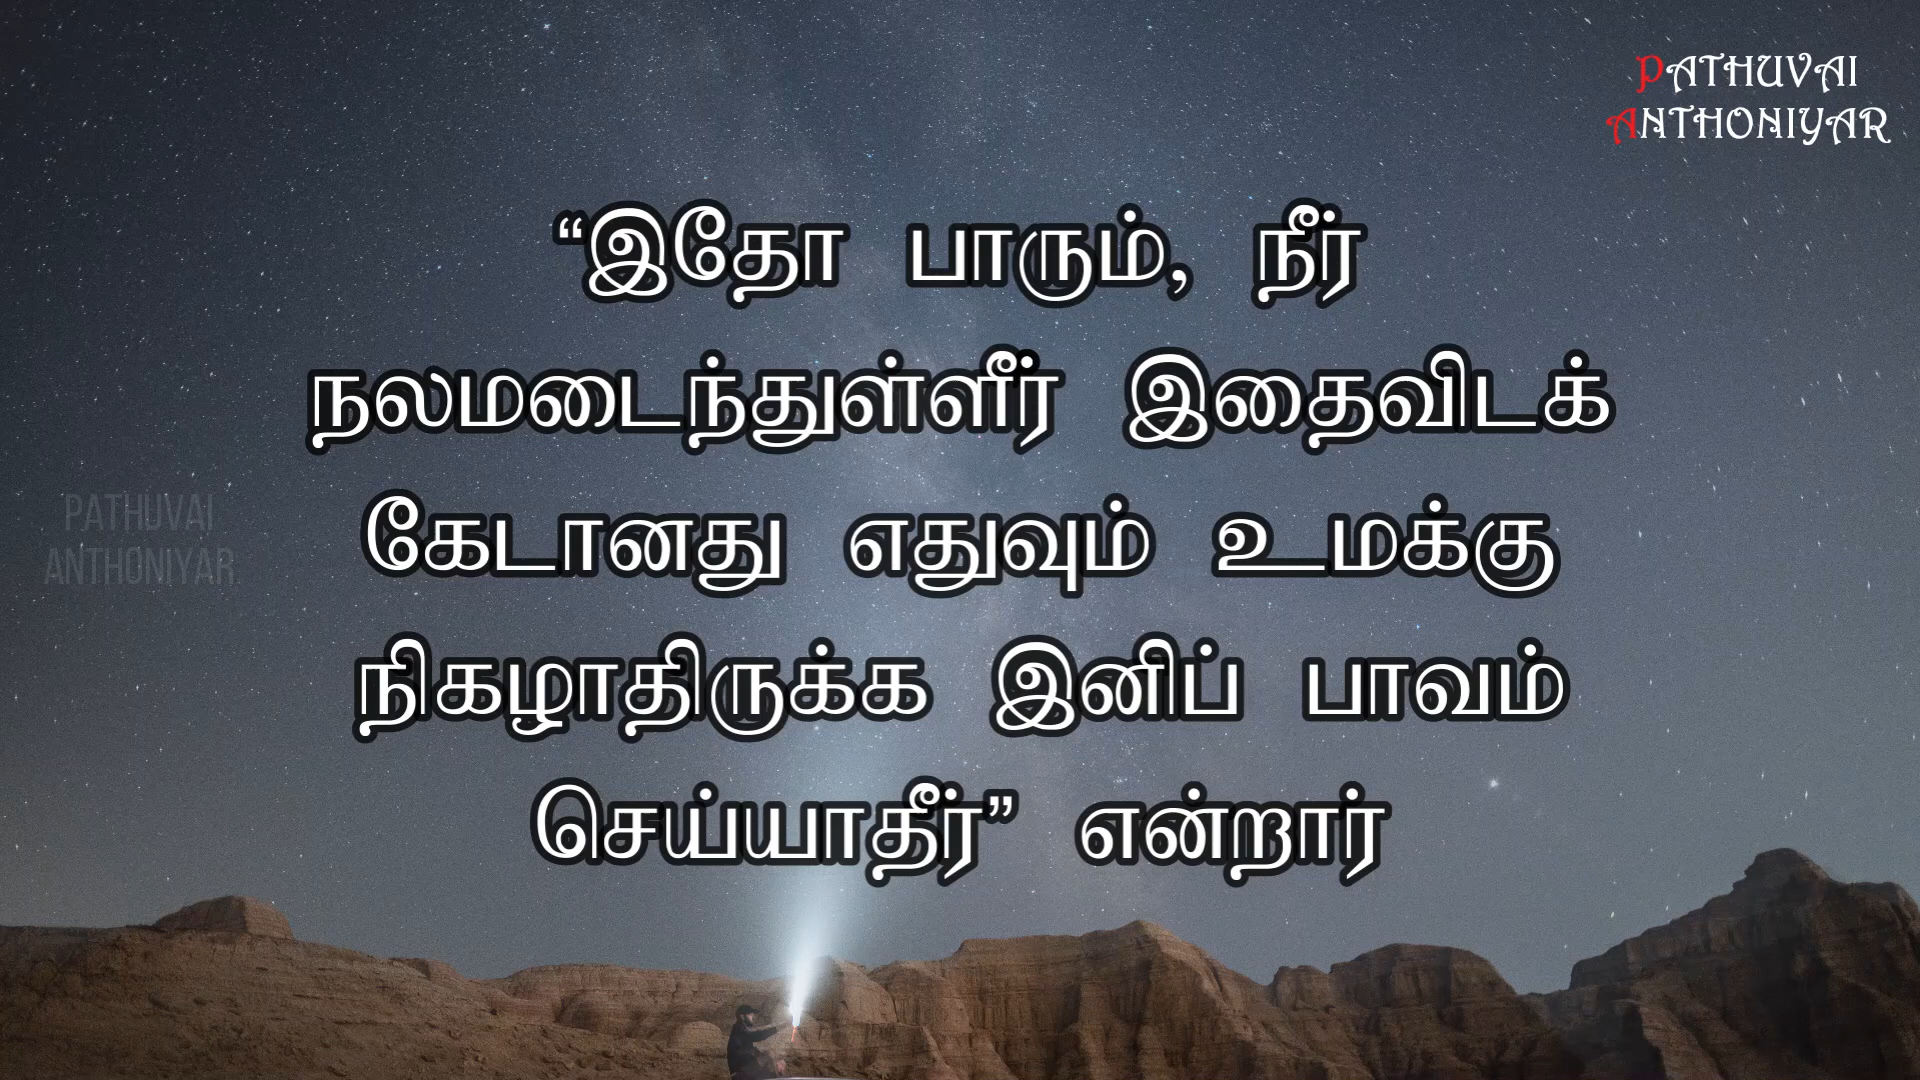 PATHUVAI
ANTHONIYAR
“இதோ பாரும், நீர்
நலமடைந்துள்ளீர் இதைவிடக்
கேடானது எதுவும் உமக்கு
நிகழாதிருக்க இனிப் பாவம்
செய்யாதீர்” என்றார்
PATHUVAI
ANTHONIYAR